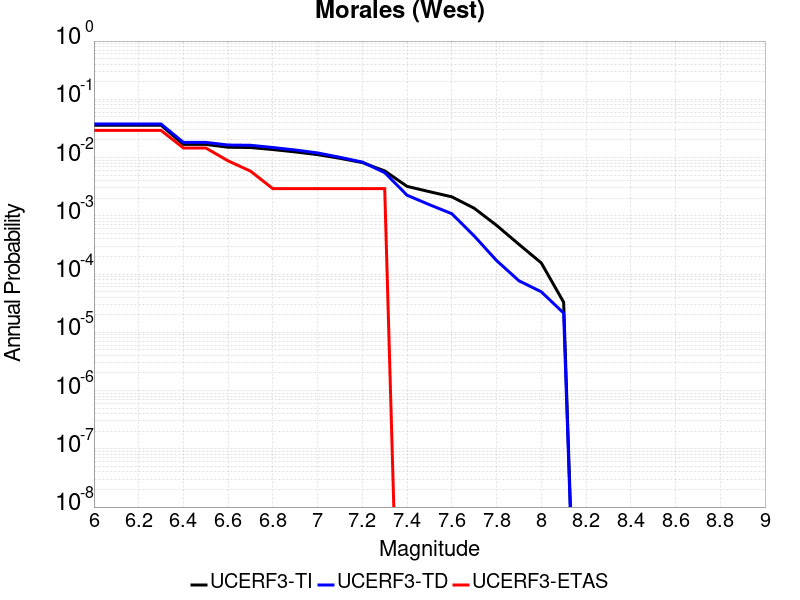 Morales (West)
10^0
10^-1
10^-2
10^-3
10^-4
10^-5
10^-6
10^-7
10^-8
Annual Probability
6 6.2 6.4 6.6 6.8 7 7.2 7.4 7.6 7.8 8 8.2 8.4 8.6 8.8 9
Magnitude
UCERF3-TI UCERF3-TD UCERF3-ETAS